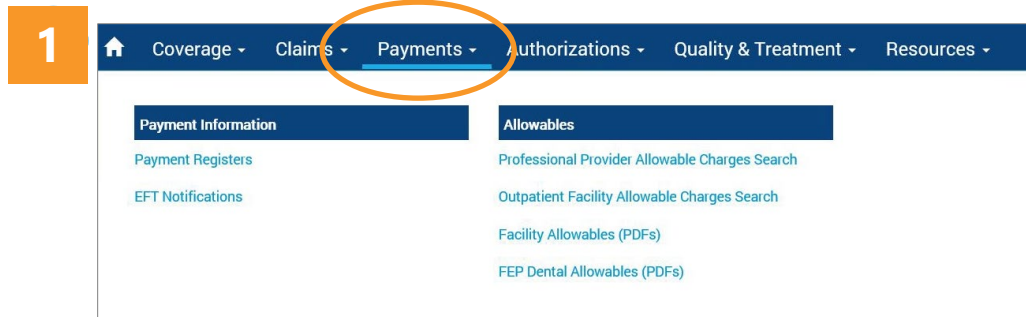 1
Coverage Claims Payments Authorizations Quality & Treatment Resources
Payment Information
Payment Registers
EFT Notifications
Allowables
Professional Provider Allowable Charges Search
Outpatient Facility Allowable Charges Search
Facility Allowables (PDFs)
FEP Dental Allowables (PDFs)